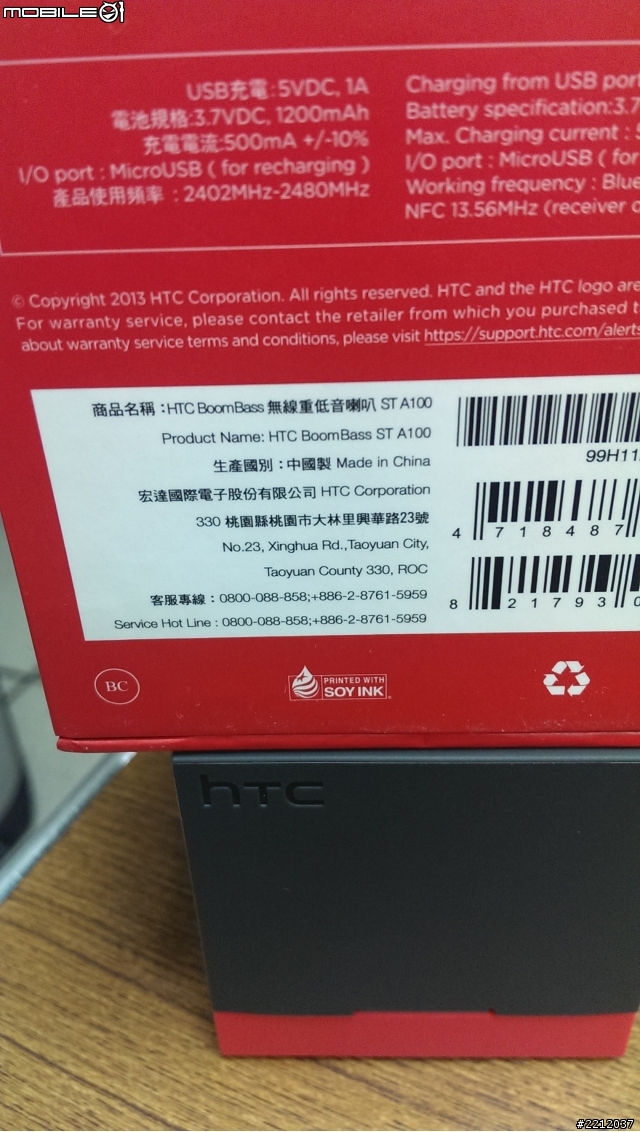 MOBILE01
USB充電:5VDC, 1A
電池規格:3.7VDC, 1200mAh
充電電流:500mA +/-10%
I/O port : MicroUSB ( for recharging )
產品使用頻率 : 2402MHz-2480MHz
Charging from USB por
Battery specification:3.7
Max. Charging current :
I/O port : MicroUSB ( for
Working frequency : Blue
NFC 13.56MHz (receiver o
© Copyright 2013 HTC Corporation. All rights reserved. HTC and the HTC logo are
For warranty service, please contact the retailer from which you purchased t
about warranty service terms and conditions, please visit https://support.htc.com/alerts
商品名稱：HTC BoomBass 無線重低音喇叭 ST A100
Product Name: HTC BoomBass ST A100
生產國別：中國製 Made in China
宏達國際電子股份有限公司 HTC Corporation
330 桃園縣桃園市大林里興華路23號
No.23, Xinghua Rd.,Taoyuan City,
Taoyuan County 330, ROC
客服專線：0800-088-858;+886-2-8761-5959
Service Hot Line : 0800-088-858;+886-2-8761-5959
99H11
4 718487
8 21793 0
BC
PRINTED WITH
SOY INK
hTC
#2212037